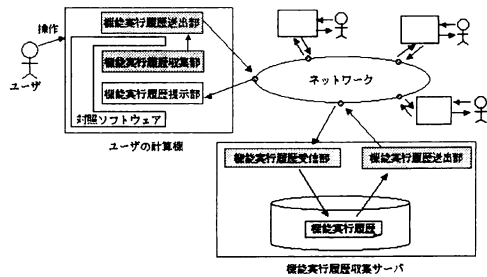 操作
ユーザ
機能実行履歴送出部
機能実行履歴収集部
機能実行履歴提示部
対照ソフトウェア
ユーザの計算機
ネットワーク
機能実行履歴受信部
機能実行履歴送出部
機能実行履歴
機能実行履歴収集サーバ